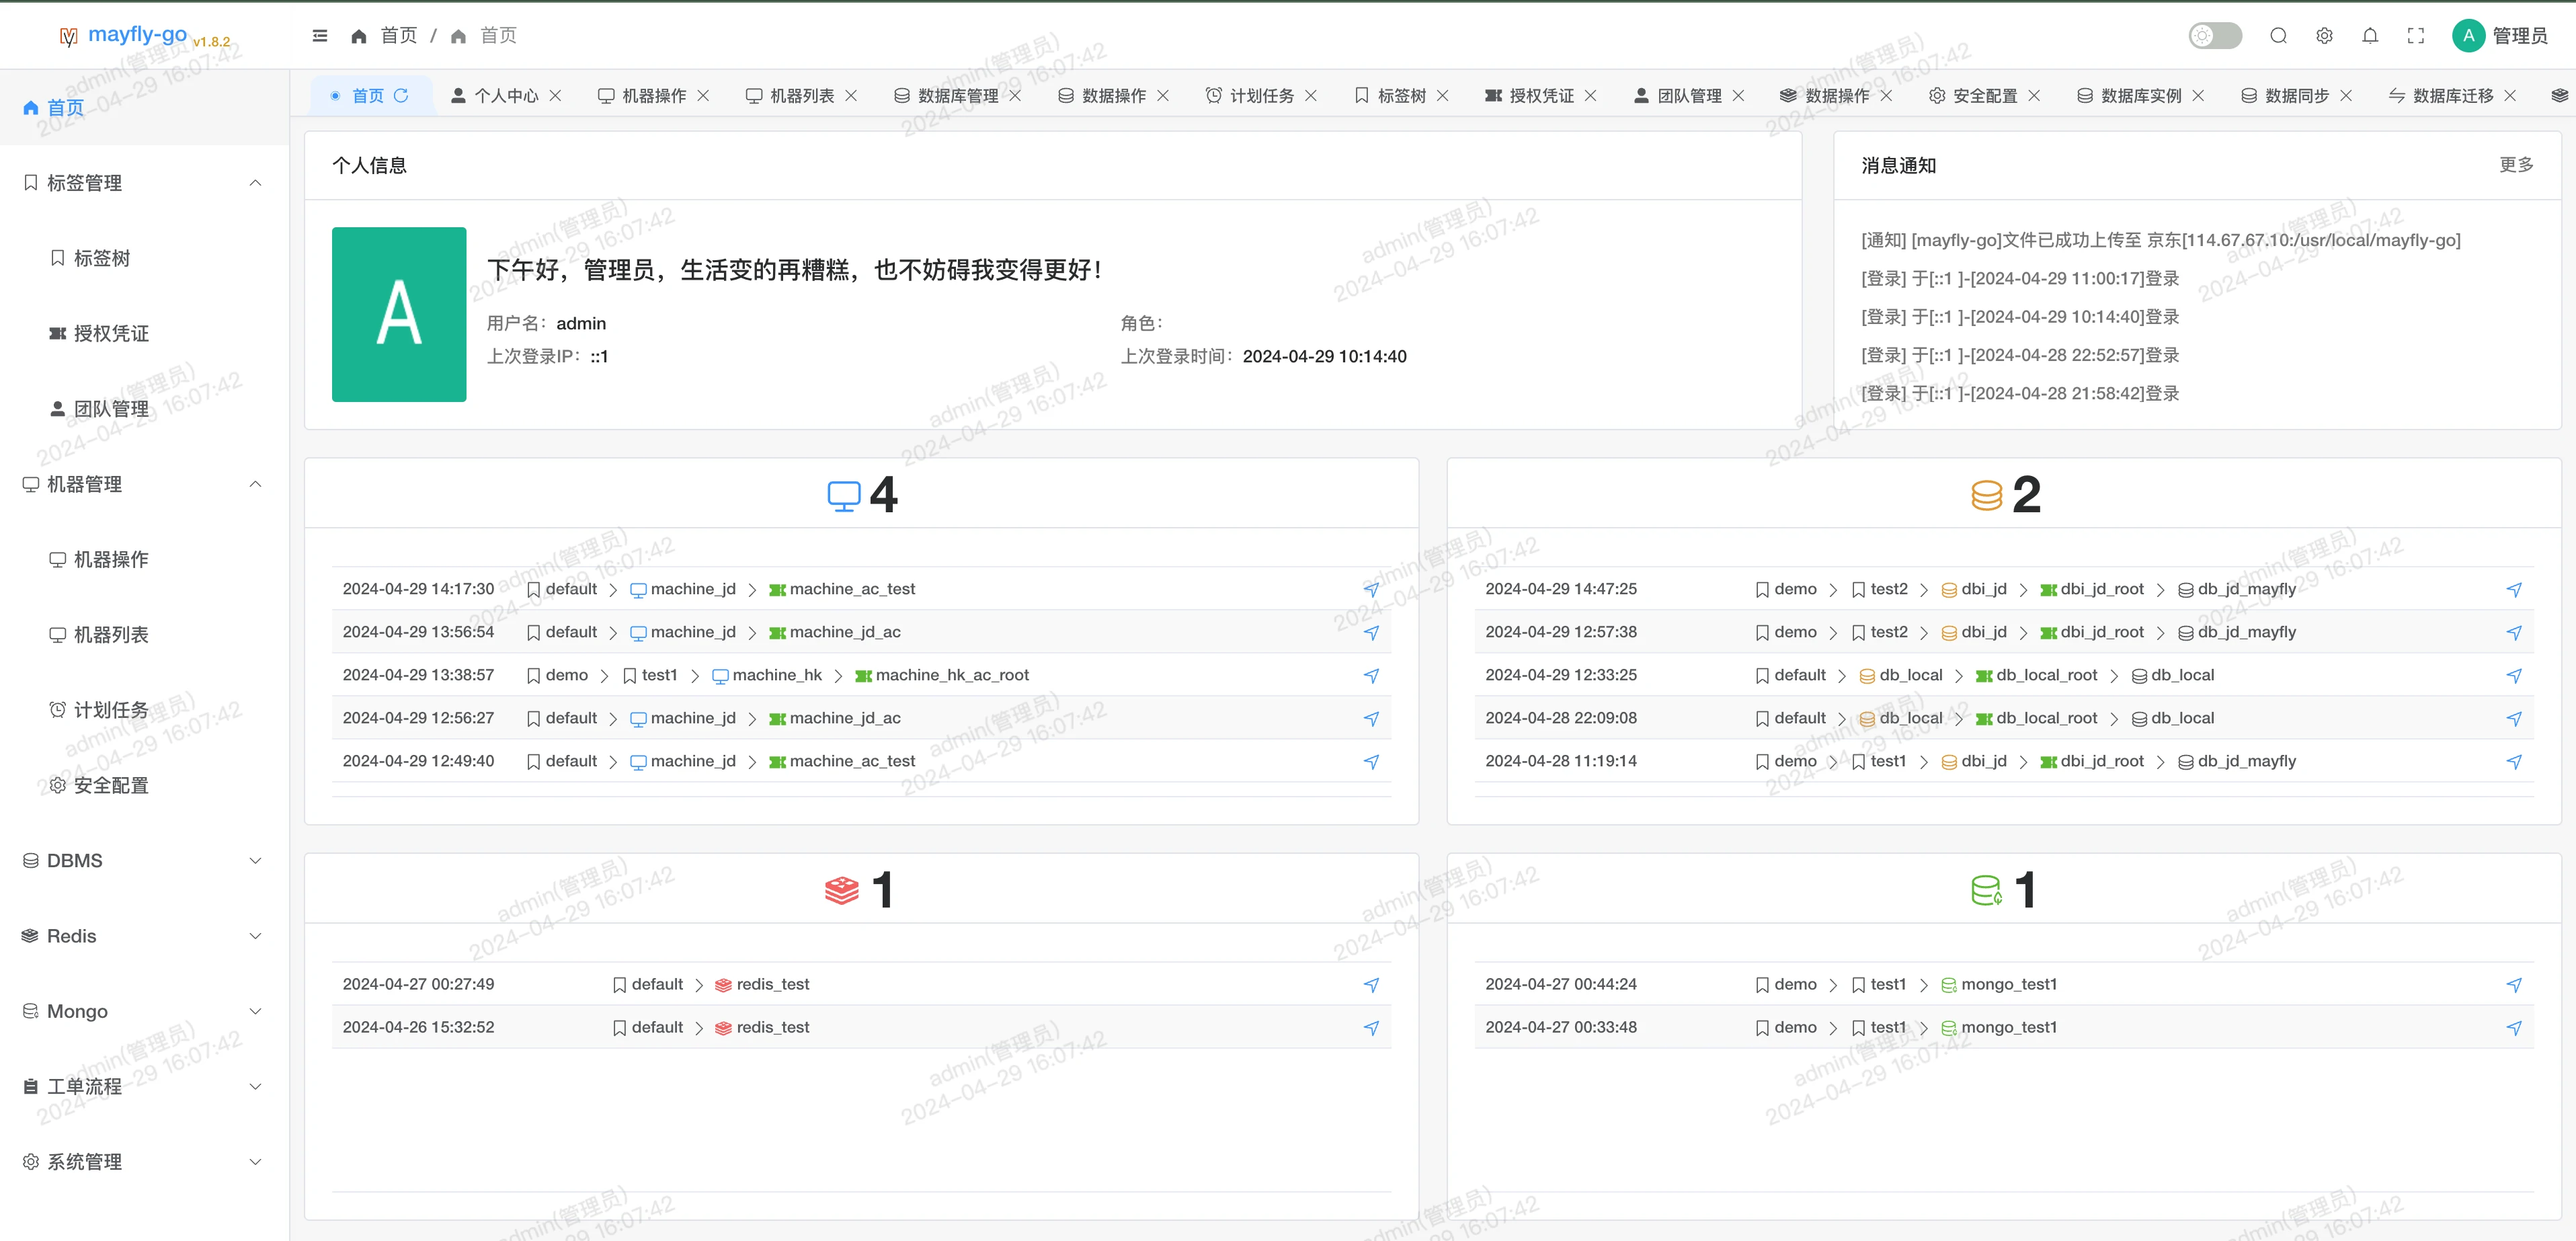 mayfly-go v1.8.2
首页 / 首页
A 管理员
首页 个人中心 机器操作 机器列表 数据库管理 数据操作 计划任务 标签树 授权凭证 团队管理 数据操作 安全配置 数据库实例 数据同步 数据库迁移
首页
标签管理
标签树
授权凭证
团队管理
机器管理
机器操作
机器列表
计划任务
安全配置
DBMS
Redis
Mongo
工单流程
系统管理
个人信息
A
下午好，管理员，生活变的再糟糕，也不妨碍我变得更好！
用户名： admin 角色：
上次登录IP： ::1 上次登录时间： 2024-04-29 10:14:40
消息通知 更多
[通知] [mayfly-go]文件已成功上传至 京东[114.67.67.10:/usr/local/mayfly-go]
[登录] 于[::1 ]-[2024-04-29 11:00:17]登录
[登录] 于[::1 ]-[2024-04-29 10:14:40]登录
[登录] 于[::1 ]-[2024-04-28 22:52:57]登录
[登录] 于[::1 ]-[2024-04-28 21:58:42]登录
4
2024-04-29 14:17:30 default > machine_jd > machine_ac_test
2024-04-29 13:56:54 default > machine_jd > machine_jd_ac
2024-04-29 13:38:57 demo > test1 > machine_hk > machine_hk_ac_root
2024-04-29 12:56:27 default > machine_jd > machine_jd_ac
2024-04-29 12:49:40 default > machine_jd > machine_ac_test
2
2024-04-29 14:47:25 demo > test2 > dbi_jd > dbi_jd_root > db_jd_mayfly
2024-04-29 12:57:38 demo > test2 > dbi_jd > dbi_jd_root > db_jd_mayfly
2024-04-29 12:33:25 default > db_local > db_local_root > db_local
2024-04-28 22:09:08 default > db_local > db_local_root > db_local
2024-04-28 11:19:14 demo > test1 > dbi_jd > dbi_jd_root > db_jd_mayfly
1
2024-04-27 00:27:49 default > redis_test
2024-04-26 15:32:52 default > redis_test
1
2024-04-27 00:44:24 demo > test1 > mongo_test1
2024-04-27 00:33:48 demo > test1 > mongo_test1
admin(管理员)
2024-04-29 16:07:42